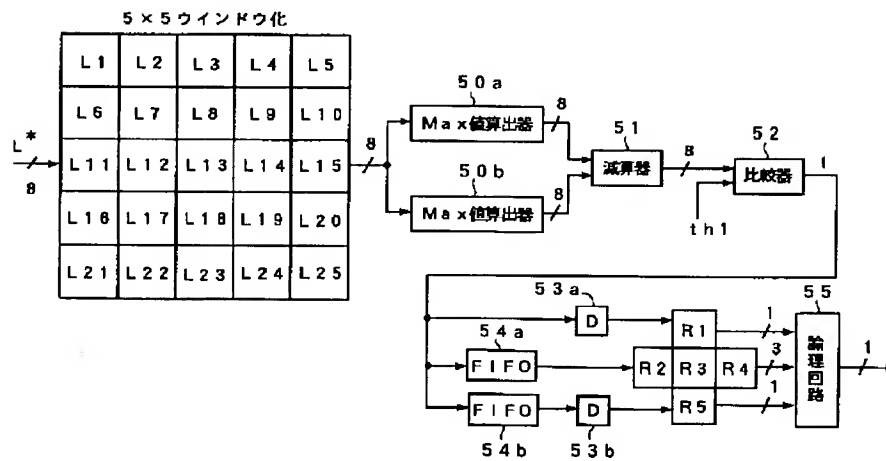 5×5ウインドウ化
L1 L2 L3 L4 L5
L6 L7 L8 L9 L10
L11 L12 L13 L14 L15
L16 L17 L18 L19 L20
L21 L22 L23 L24 L25
L*
8
8
50a
Max値算出器
8
50b
Max値算出器
8
51
減算器
8
52
比較器
1
th1
53a
D
54a
FIFO
FIFO
54b
D
53b
R1
R2 R3 R4
R5
1
3
1
55
論理回路
1